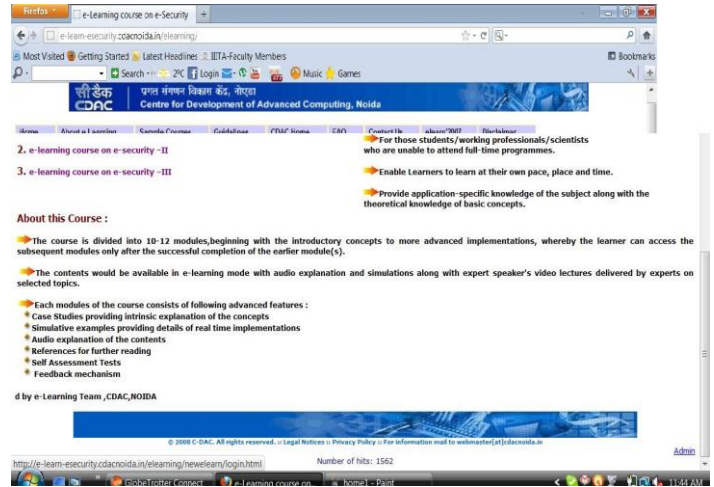 Firefox
e-Learning course on e-Security
e-learn-esecurity.cdacnoida.in/elearning/
Most Visited Getting Started Latest Headlines IIITA-Faculty Members Bookmarks
Search 2ºC Login Music Games
सी डैक प्रगत संगणन विकास केंद्र, नोएडा
CDAC Centre for Development of Advanced Computing, Noida
Home About e Learning Sample Courses Guidelines CDAC Home FAQ Contact Us elearn'2007 Disclaimer
2. e-learning course on e-security -II
3. e-learning course on e-security -III
For those students/working professionals/scientists
who are unable to attend full-time programmes.
Enable Learners to learn at their own pace, place and time.
Provide application-specific knowledge of the subject along with the
theoretical knowledge of basic concepts.
About this Course :
The course is divided into 10-12 modules,beginning with the introductory concepts to more advanced implementations, whereby the learner can access the
subsequent modules only after the successful completion of the earlier module(s).
The contents would be available in e-learning mode with audio explanation and simulations along with expert speaker's video lectures delivered by experts on
selected topics.
Each modules of the course consists of following advanced features :
Case Studies providing intrinsic explanation of the concepts
Simulative examples providing details of real time implementations
Audio explanation of the contents
References for further reading
Self Assessment Tests
Feedback mechanism
d by e-Learning Team ,CDAC,NOIDA
© 2008 C-DAC. All rights reserved. :: Legal Notices :: Privacy Policy :: For information mail to webmaster[at]cdacnoida.in
Admin
http://e-learn-esecurity.cdacnoida.in/elearning/newelearn/login.html Number of hits: 1562
GlobeTrotter Connect e-Learning course on... home1 - Paint 11:44 AM